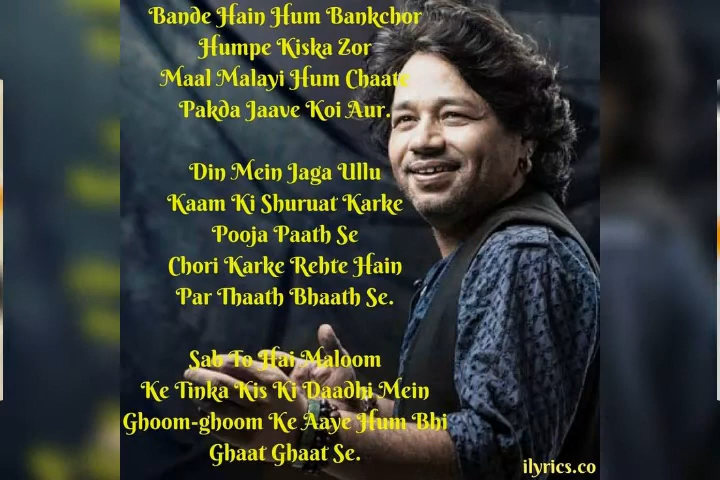 Bande Hain Hum Bankchor
Humpe Kiska Zor
Maal Malayi Hum Chaate
Pakda Jaave Koi Aur.
Din Mein Jaga Ullu
Kaam Ki Shuruat Karke
Pooja Paath Se
Chori Karke Rehte Hain
Par Thaath Bhaath Se.
Sab To Hai Maloom
Ke Tinka Kis Ki Daadhi Mein
Ghoom-ghoom Ke Aaye Hum Bhi
Ghaat Ghaat Se.
ilyrics.co